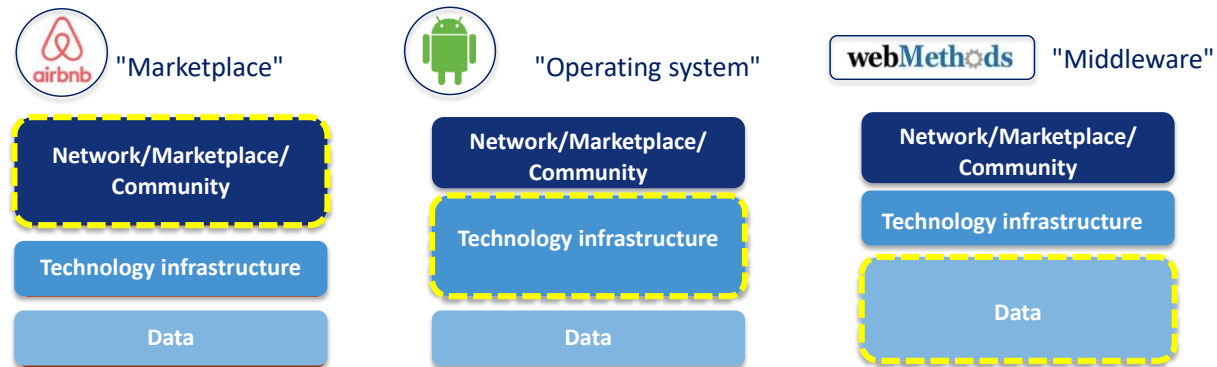 airbnb
"Marketplace"
Network/Marketplace/
Community
Technology infrastructure
Data
"Operating system"
Network/Marketplace/
Community
Technology infrastructure
Data
webMethods
"Middleware"
Network/Marketplace/
Community
Technology infrastructure
Data